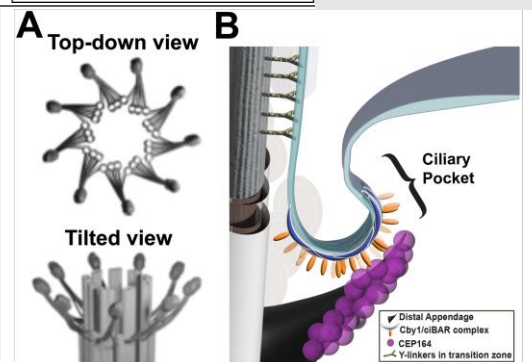 A
Top-down view
Tilted view
B
Ciliary
Pocket
Distal Appendage
Cby1/ciBAR complex
CEP164
Y-linkers in transition zone